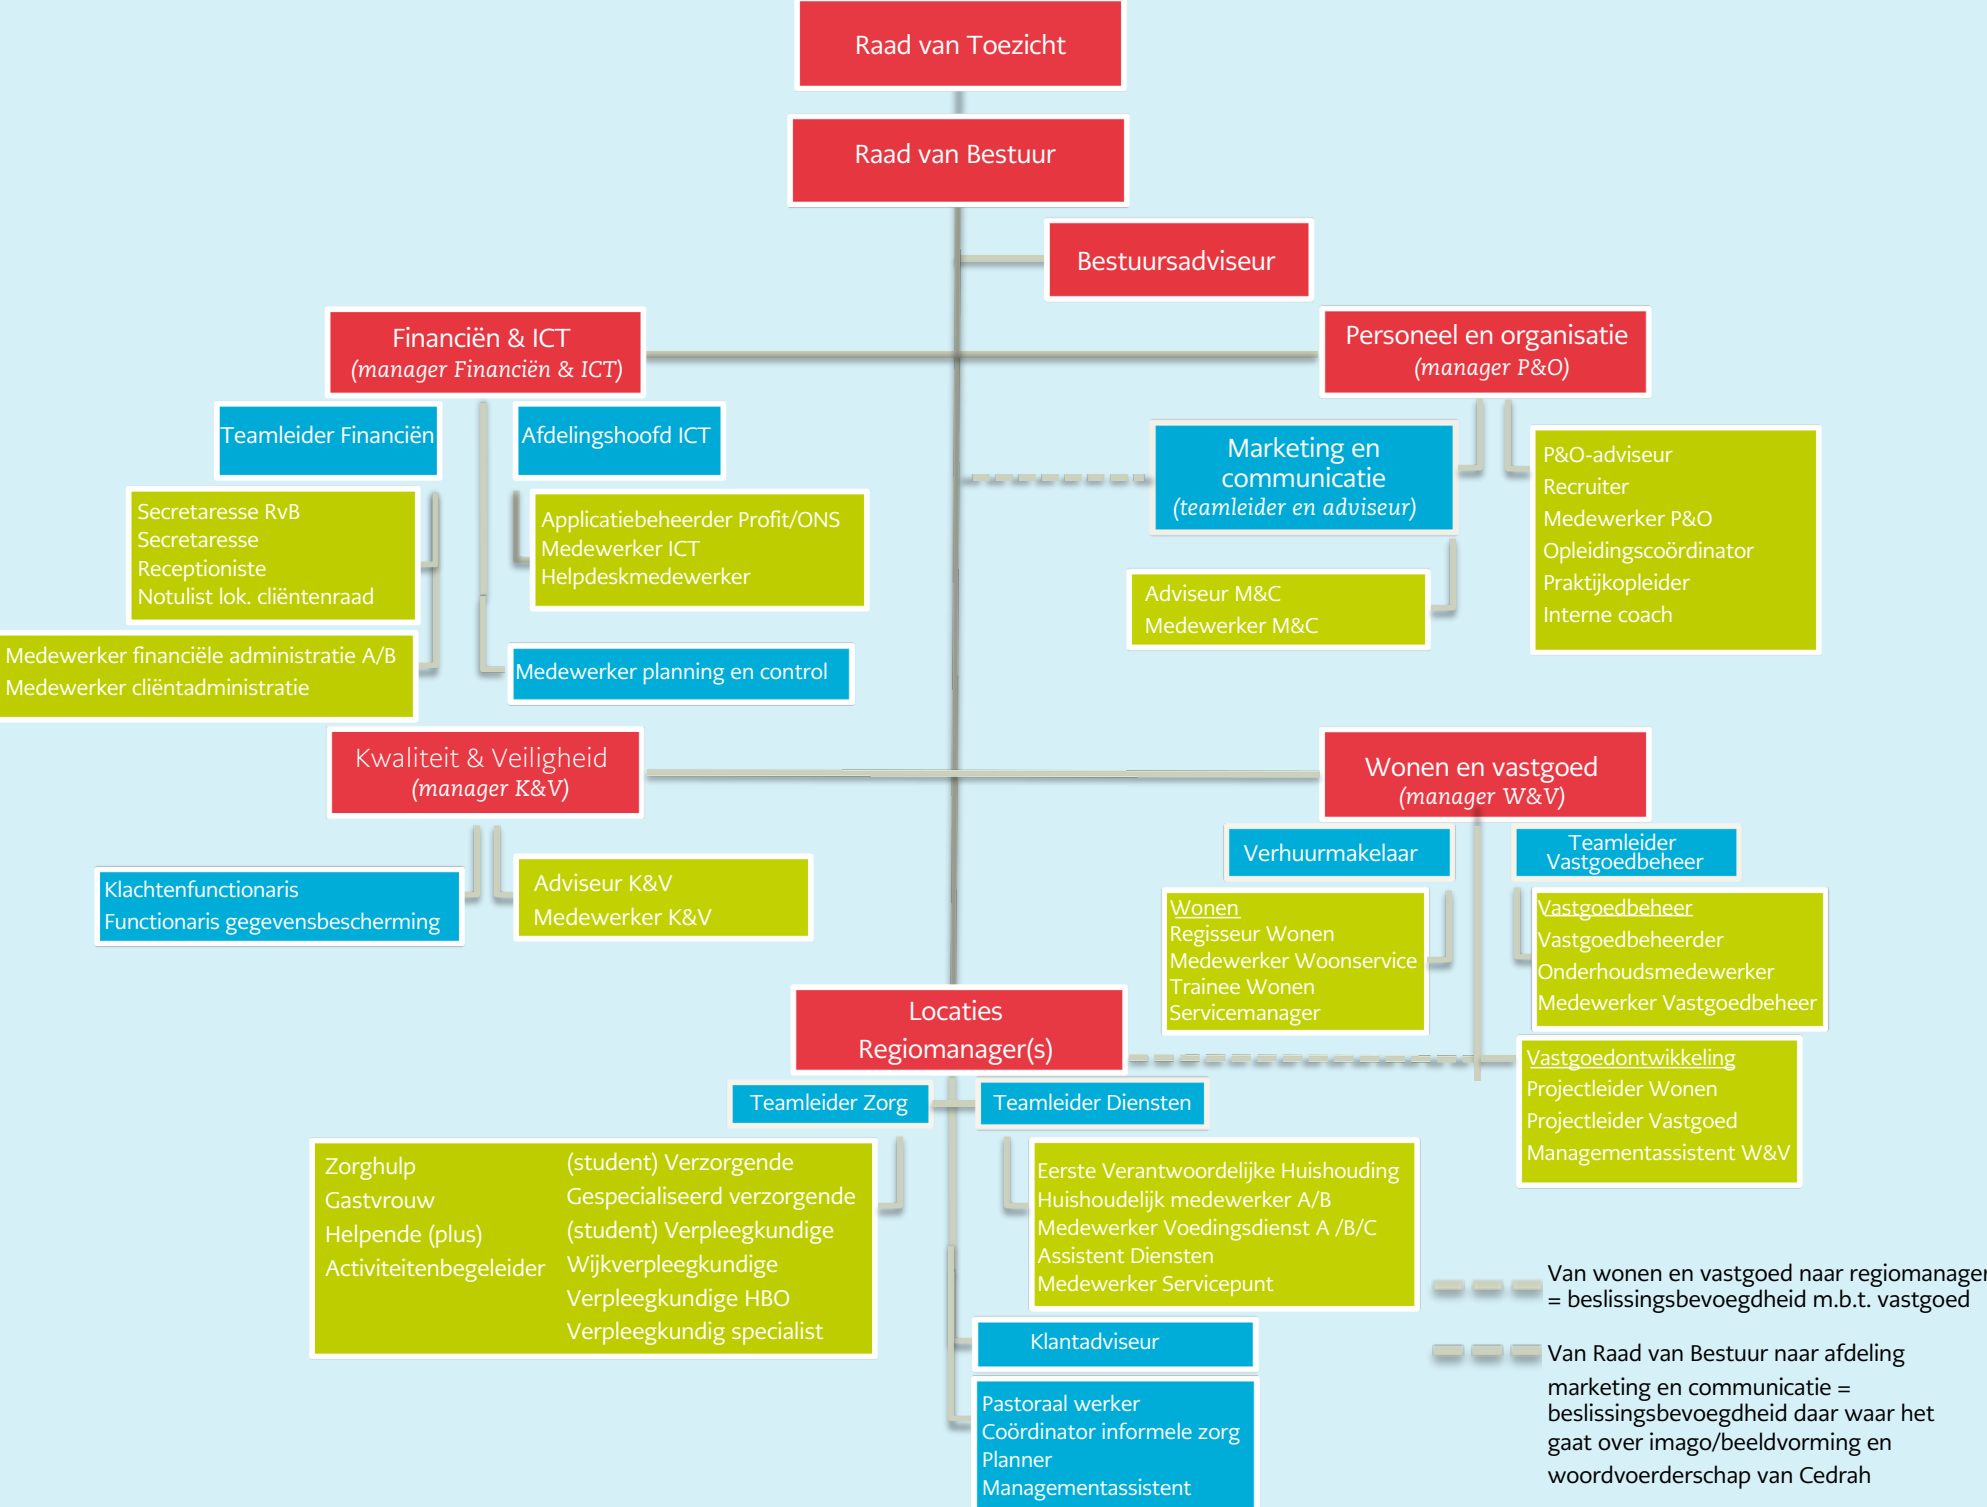 Raad van Toezicht
Raad van Bestuur
Bestuursadviseur
Financiën & ICT
(manager Financiën & ICT)
Personeel en organisatie
(manager P&O)
Teamleider Financiën
Afdelingshoofd ICT
Secretaresse RvB
Secretaresse
Receptioniste
Notulist lok. cliëntenraad
Applicatiebeheerder Profit/ONS
Medewerker ICT
Helpdeskmedewerker
Medewerker financiële administratie A/B
Medewerker cliëntadministratie
Medewerker planning en control
Marketing en
communicatie
(teamleider en adviseur)
Adviseur M&C
Medewerker M&C
P&O-adviseur
Recruiter
Medewerker P&O
Opleidingscoördinator
Praktijkopleider
Interne coach
Kwaliteit & Veiligheid
(manager K&V)
Wonen en vastgoed
(manager W&V)
Klachtenfunctionaris
Functionaris gegevensbescherming
Adviseur K&V
Medewerker K&V
Verhuurmakelaar
Teamleider
Vastgoedbeheer
Wonen
Regisseur Wonen
Medewerker Woonservice
Trainee Wonen
Servicemanager
Vastgoedbeheer
Vastgoedbeheerder
Onderhoudsmedewerker
Medewerker Vastgoedbeheer
Vastgoedontwikkeling
Projectleider Wonen
Projectleider Vastgoed
Managementassistent W&V
Locaties
Regiomanager(s)
Teamleider Zorg
Teamleider Diensten
Zorghulp
Gastvrouw
Helpende (plus)
Activiteitenbegeleider
(student) Verzorgende
Gespecialiseerd verzorgende
(student) Verpleegkundige
Wijkverpleegkundige
Verpleegkundige HBO
Verpleegkundig specialist
Eerste Verantwoordelijke Huishouding
Huishoudelijk medewerker A/B
Medewerker Voedingsdienst A /B/C
Assistent Diensten
Medewerker Servicepunt
Klantadviseur
Pastoraal werker
Coördinator informele zorg
Planner
Managementassistent
Van wonen en vastgoed naar regiomanager
= beslissingsbevoegdheid m.b.t. vastgoed
Van Raad van Bestuur naar afdeling
marketing en communicatie =
beslissingsbevoegdheid daar waar het
gaat over imago/beeldvorming en
woordvoerderschap van Cedrah